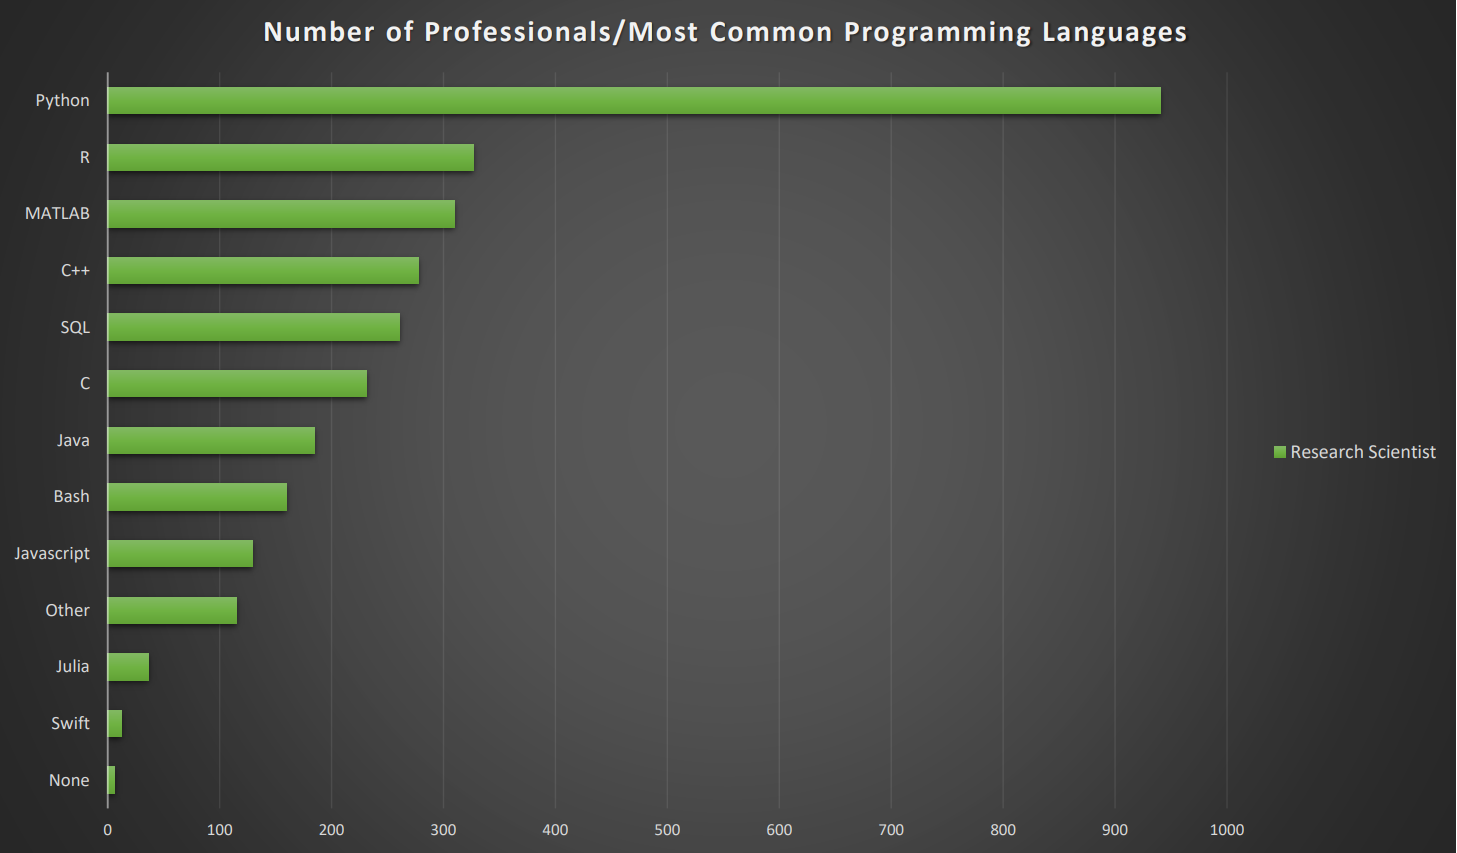 Number of Professionals/Most Common Programming Languages
Python
R
MATLAB
C++
SQL
C
Java
Bash
Javascript
Other
Julia
Swift
None
0 100 200 300 400 500 600 700 800 900 1000
Research Scientist